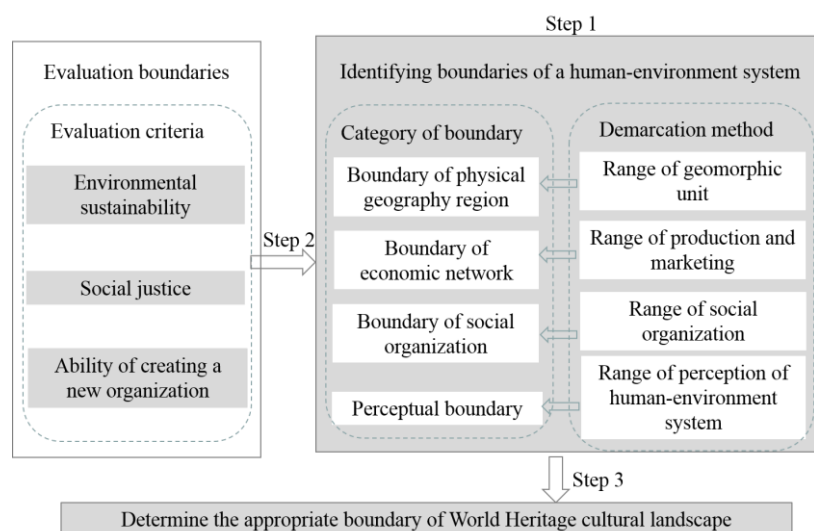 Step 1
Evaluation boundaries
Evaluation criteria
Environmental
sustainability
Social justice
Ability of creating a
new organization
Step 2
Identifying boundaries of a human-environment system
Category of boundary
Boundary of physical
geography region
Boundary of
economic network
Boundary of social
organization
Perceptual boundary
Demarcation method
Range of geomorphic
unit
Range of production and
marketing
Range of social
organization
Range of perception of
human-environment
system
Step 3
Determine the appropriate boundary of World Heritage cultural landscape